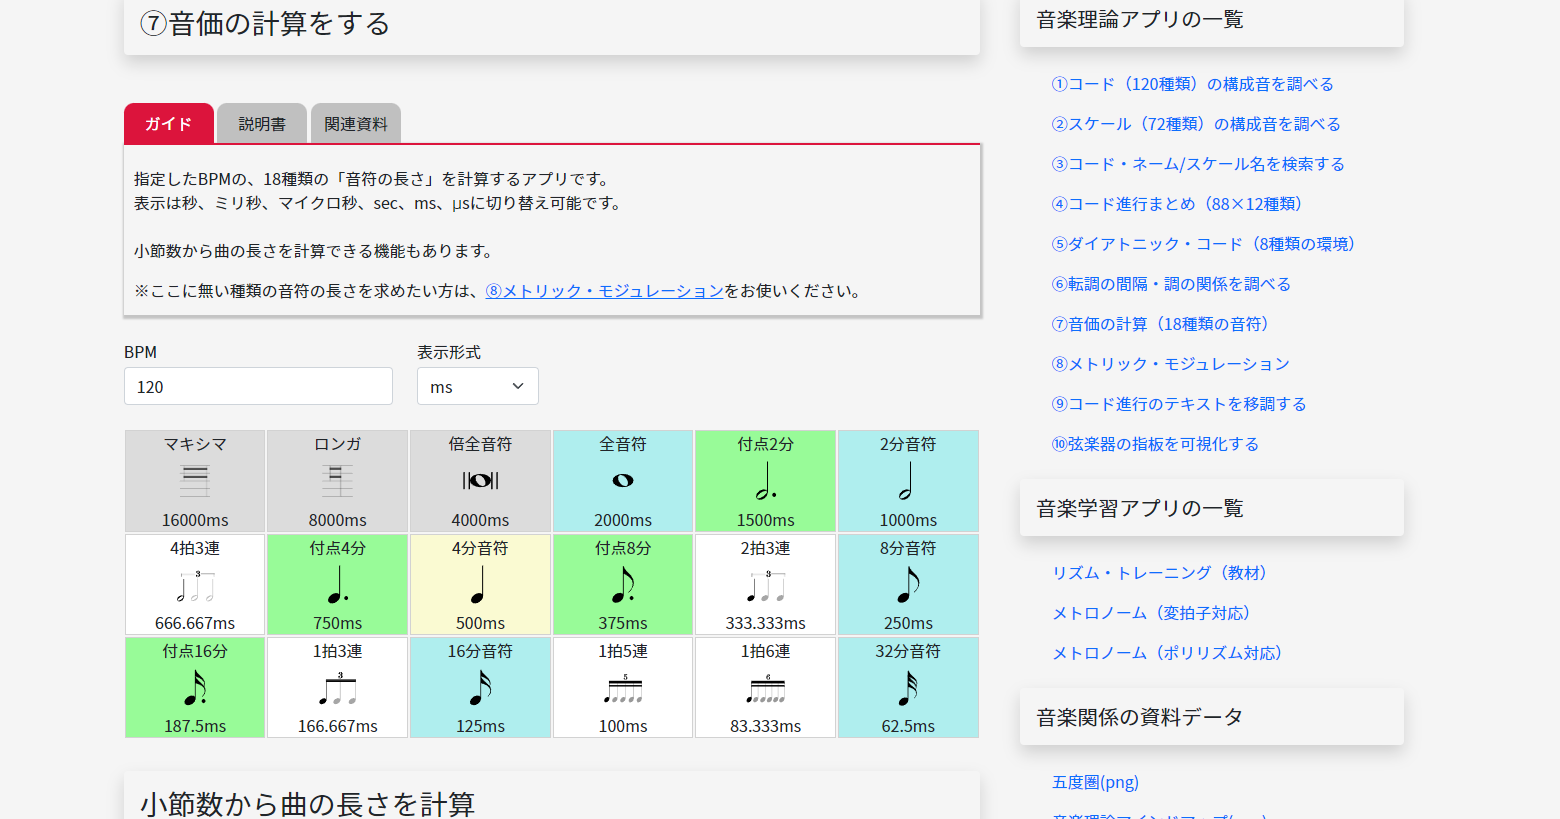 ⑦音価の計算をする
ガイド
説明書
関連資料
指定したBPMの、18種類の「音符の長さ」を計算するアプリです。
表示は秒、ミリ秒、マイクロ秒、sec、ms、μsに切り替え可能です。
小節数から曲の長さを計算できる機能もあります。
※ここに無い種類の音符の長さを求めたい方は、⑧メトリック・モジュレーションをお使いください。
BPM
表示形式
120
ms
マキシマ
ロンガ
倍全音符
全音符
付点2分
2分音符
16000ms
8000ms
4000ms
2000ms
1500ms
1000ms
4拍3連
付点4分
4分音符
付点8分
2拍3連
8分音符
3
3
666.667ms
750ms
500ms
375ms
333.333ms
250ms
付点16分
1拍3連
16分音符
1拍5連
1拍6連
32分音符
3
5
6
187.5ms
166.667ms
125ms
100ms
83.333ms
62.5ms
小節数から曲の長さを計算
音楽理論アプリの一覧
①コード（120種類）の構成音を調べる
②スケール（72種類）の構成音を調べる
③コード・ネーム/スケール名を検索する
④コード進行まとめ（88×12種類）
⑤ダイアトニック・コード（8種類の環境）
⑥転調の間隔・調の関係を調べる
⑦音価の計算（18種類の音符）
⑧メトリック・モジュレーション
⑨コード進行のテキストを移調する
⑩弦楽器の指板を可視化する
音楽学習アプリの一覧
リズム・トレーニング（教材）
メトロノーム（変拍子対応）
メトロノーム（ポリリズム対応）
音楽関係の資料データ
五度圏(png)